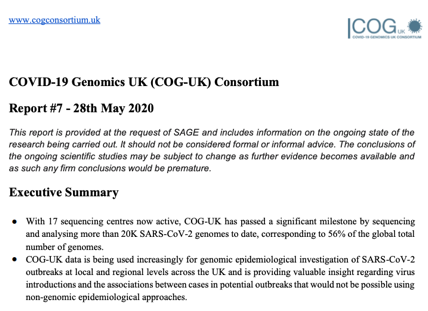 www.cogconsortium.uk
COG UK
COVID-19 GENOMICS UK CONSORTIUM
COVID-19 Genomics UK (COG-UK) Consortium
Report #7 - 28th May 2020
This report is provided at the request of SAGE and includes information on the ongoing state of the
research being carried out. It should not be considered formal or informal advice. The conclusions of
the ongoing scientific studies may be subject to change as further evidence becomes available and
as such any firm conclusions would be premature.
Executive Summary
● With 17 sequencing centres now active, COG-UK has passed a significant milestone by sequencing
and analysing more than 20K SARS-CoV-2 genomes to date, corresponding to 56% of the global total
number of genomes.
● COG-UK data is being used increasingly for genomic epidemiological investigation of SARS-CoV-2
outbreaks at local and regional levels across the UK and is providing valuable insight regarding virus
introductions and the associations between cases in potential outbreaks that would not be possible using
non-genomic epidemiological approaches.